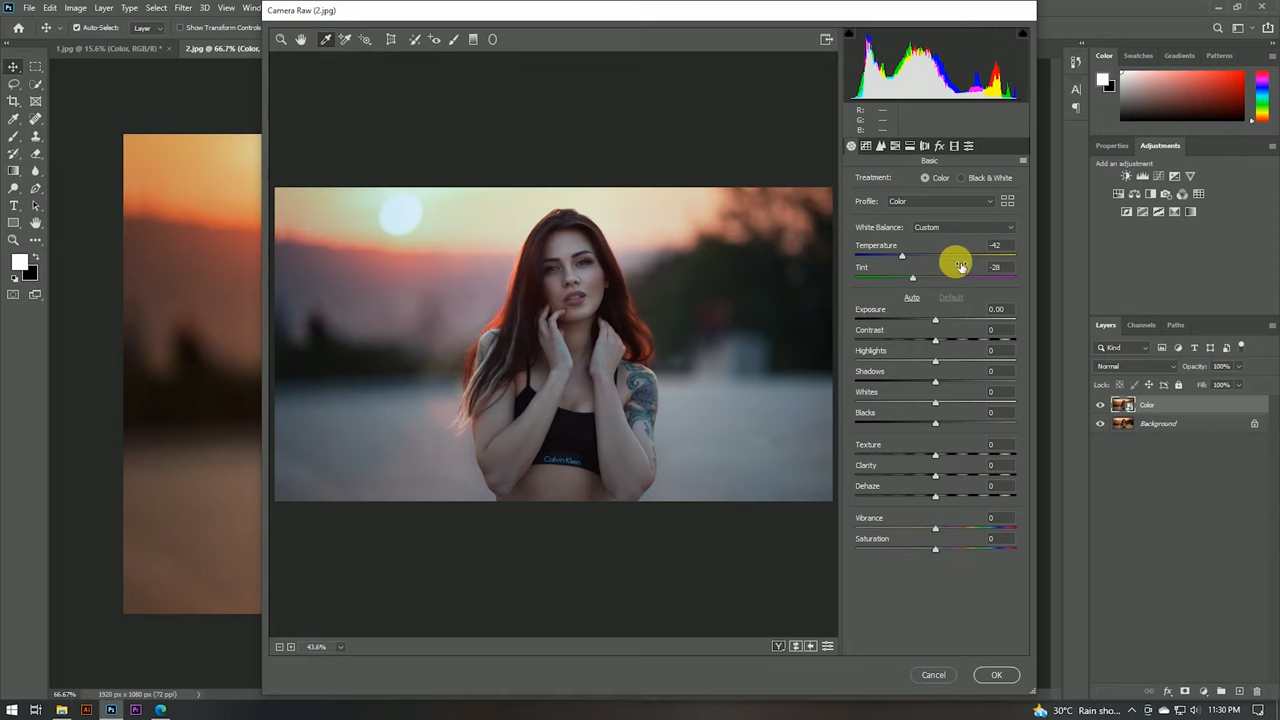 Camera Raw (2.jpg)
File Edit Image Layer Type Select Filter 3D View Wind
Auto-Select: Layer Show Transform Controls
1.jpg @ 15.6% (Color, RGB/8) * ×
2.jpg @ 66.7% (Color,
R: ---
G: ---
B: ---
Basic
Treatment: Color Black & White
Profile: Color
White Balance: Custom
Temperature -42
Tint -28
Auto Default
Exposure 0.00
Contrast 0
Highlights 0
Shadows 0
Whites 0
Blacks 0
Texture 0
Clarity 0
Dehaze 0
Vibrance 0
Saturation 0
Calvin Klein
43.6%
Y
Cancel OK
Color Swatches Gradients Patterns
Properties Adjustments
Add an adjustment
Layers Channels Paths
Kind
Normal Opacity: 100%
Lock: Fill: 100%
Color
Background
66.67% 1920 px x 1080 px (72 ppi)
30°C Rain sho... 11:30 PM